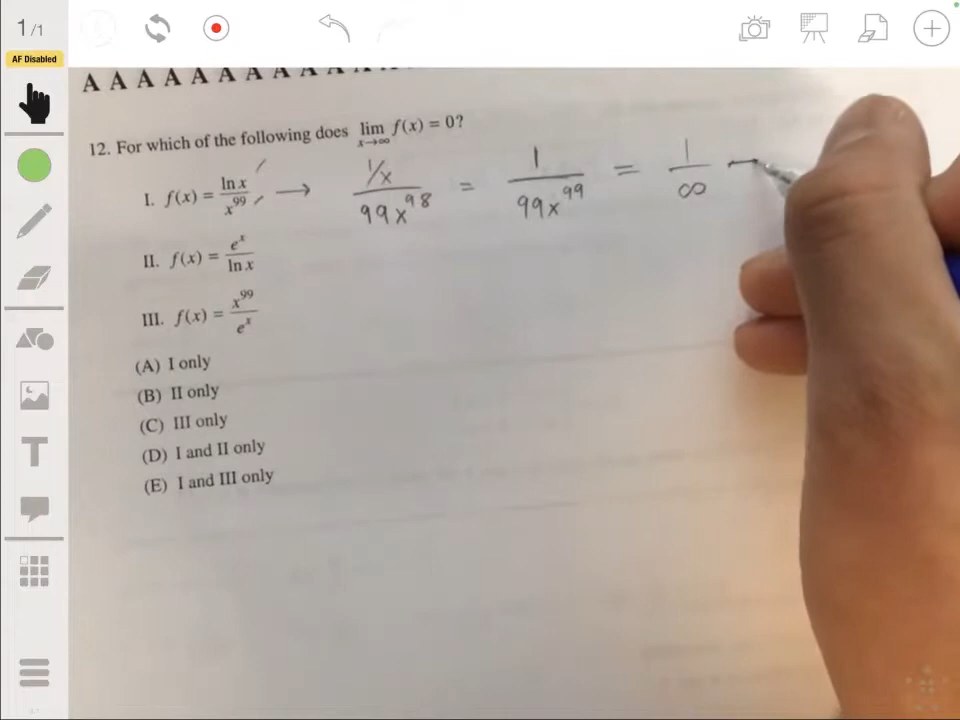 1/1
AF Disabled
A A A A A A A A A A A
12. For which of the following does lim x→∞ f(x) = 0?
I. f(x) = ln x / x^99 → 1/x / 99x^98 = 1 / 99x^99 = 1 / ∞
II. f(x) = e^x / ln x
III. f(x) = x^99 / e^x
(A) I only
(B) II only
(C) III only
(D) I and II only
(E) I and III only
T